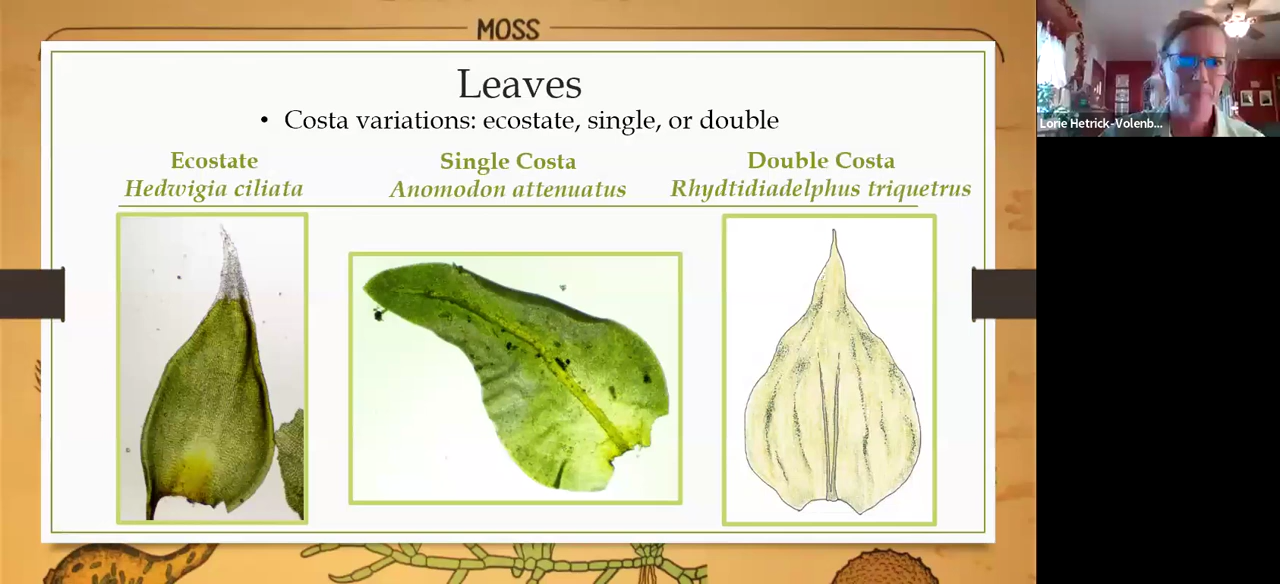 MOSS
Leaves
• Costa variations: ecostate, single, or double
Ecostate
Hedwigia ciliata
Single Costa
Anomodon attenuatus
Double Costa
Rhydtidiadelphus triquetrus
Lorie Hetrick-Volenb...